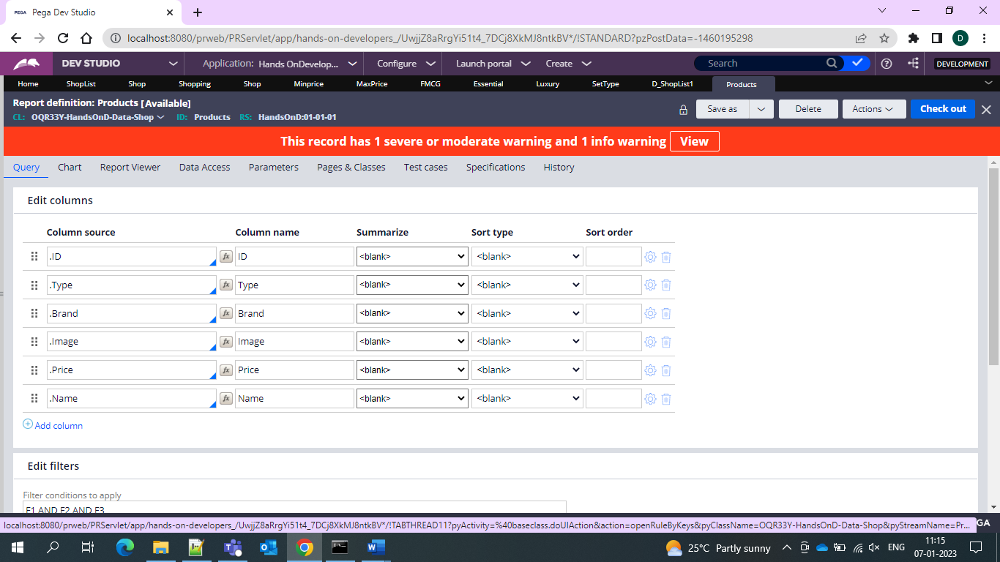 PEGA Pega Dev Studio
localhost:8080/prweb/PRServlet/app/hands-on-developers_/UwjjZ8aRrgYi51t4_7DCj8XkMJ8ntkBV*/!STANDARD?pzPostData=-1460195298
D
DEV STUDIO Application: Hands OnDevelop... Configure Launch portal Create Search DEVELOPMENT
Home ShopList Shop Shopping Shop Minprice MaxPrice FMCG Essential Luxury SetType D_ShopList1 Products
Report definition: Products [Available]
CL: OQR33Y-HandsOnD-Data-Shop ID: Products RS: HandsOnD:01-01-01
Save as Delete Actions Check out
This record has 1 severe or moderate warning and 1 info warning View
Query Chart Report Viewer Data Access Parameters Pages & Classes Test cases Specifications History
Edit columns
Column source Column name Summarize Sort type Sort order
.ID fx ID <blank> <blank>
.Type fx Type <blank> <blank>
.Brand fx Brand <blank> <blank>
.Image fx Image <blank> <blank>
.Price fx Price <blank> <blank>
.Name fx Name <blank> <blank>
Add column
Edit filters
Filter conditions to apply
F1 AND F2 AND F3
localhost:8080/prweb/PRServlet/app/hands-on-developers_/UwjjZ8aRrgYi51t4_7DCj8XkMJ8ntkBV*/!TABTHREAD11?pyActivity=%40baseclass.doUIAction&action=openRuleByKeys&pyClassName=OQR33Y-HandsOnD-Data-Shop&pyStreamName=Pr... GA
25°C Partly sunny ENG
11:15
07-01-2023